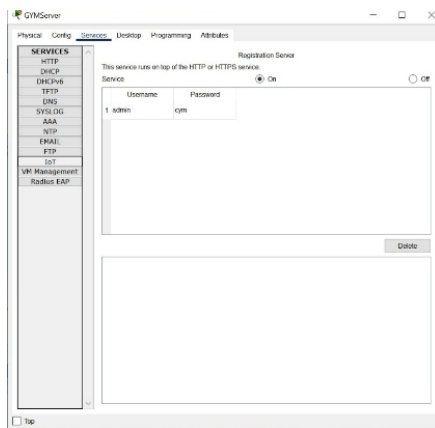 GYMServer
Physical Config Services Desktop Programming Attributes
SERVICES
HTTP
DHCP
DHCPv6
TFTP
DNS
SYSLOG
AAA
NTP
EMAIL
FTP
IoT
VM Management
Radius EAP
Registration Server
This service runs on top of the HTTP or HTTPS service.
Service On Off
Username Password
1 admin gym
Delete
Top